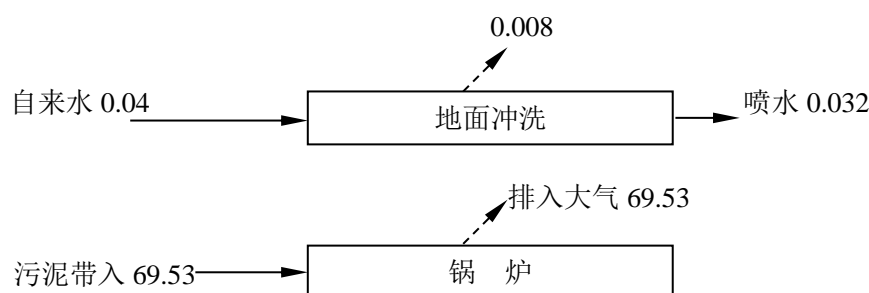 0.008
自来水 0.04
地面冲洗
喷水 0.032
排入大气 69.53
污泥带入 69.53
锅 炉